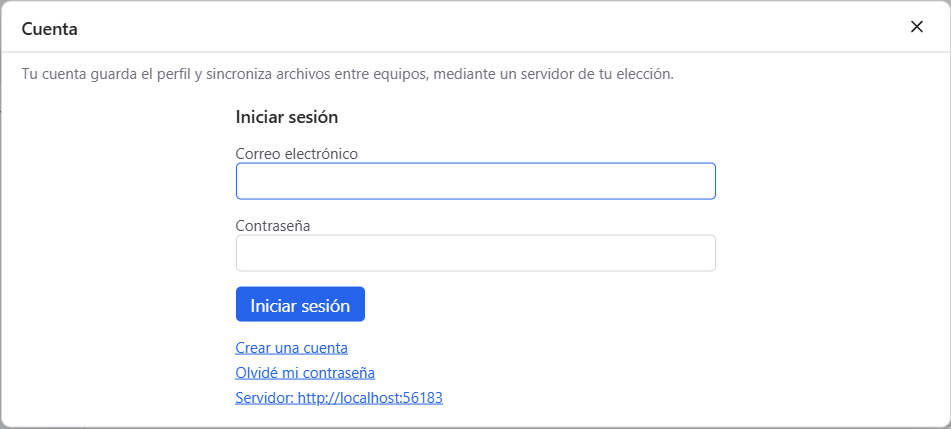 Cuenta
Tu cuenta guarda el perfil y sincroniza archivos entre equipos, mediante un servidor de tu elección.
Iniciar sesión
Correo electrónico
Contraseña
Iniciar sesión
Crear una cuenta
Olvidé mi contraseña
Servidor: http://localhost:56183